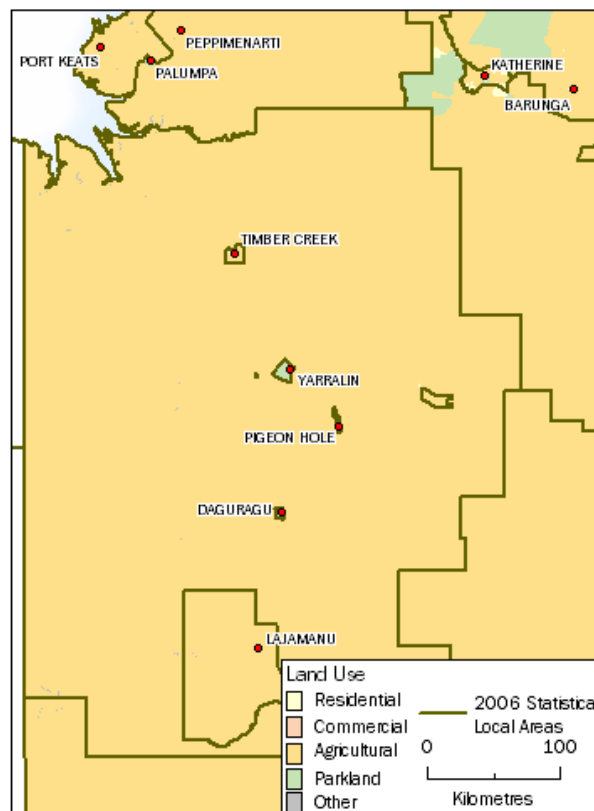 PEPPIMENARTI
PORT KEATS
PALUMPA
KATHERINE
BARUNGA
TIMBER CREEK
YARRALIN
PIGEON HOLE
DAGURAGU
LAJAMANU
Land Use
Residential
Commercial
Agricultural
Parkland
Other
2006 Statistica
Local Areas
0 100
Kilometres